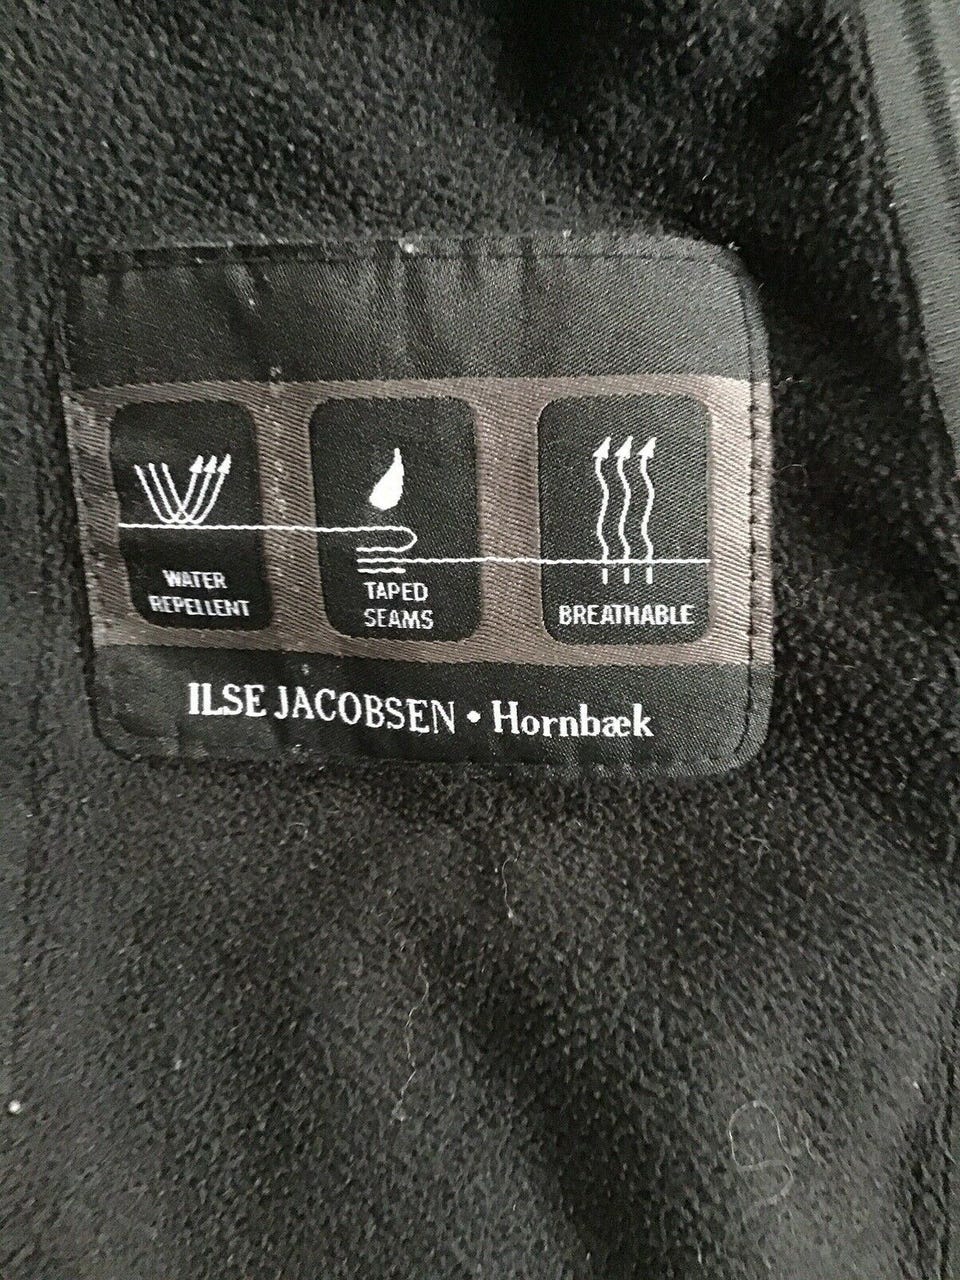 WATER
REPELLENT
TAPED
SEAMS
BREATHABLE
ILSE JACOBSEN • Hornbæk